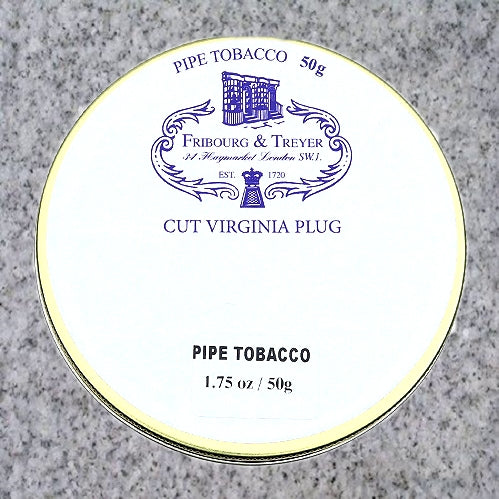 PIPE TOBACCO 50g
FRIBOURG & TREYER
34 Haymarket London SW.1.
EST. 1720
CUT VIRGINIA PLUG
PIPE TOBACCO
1.75 oz / 50g